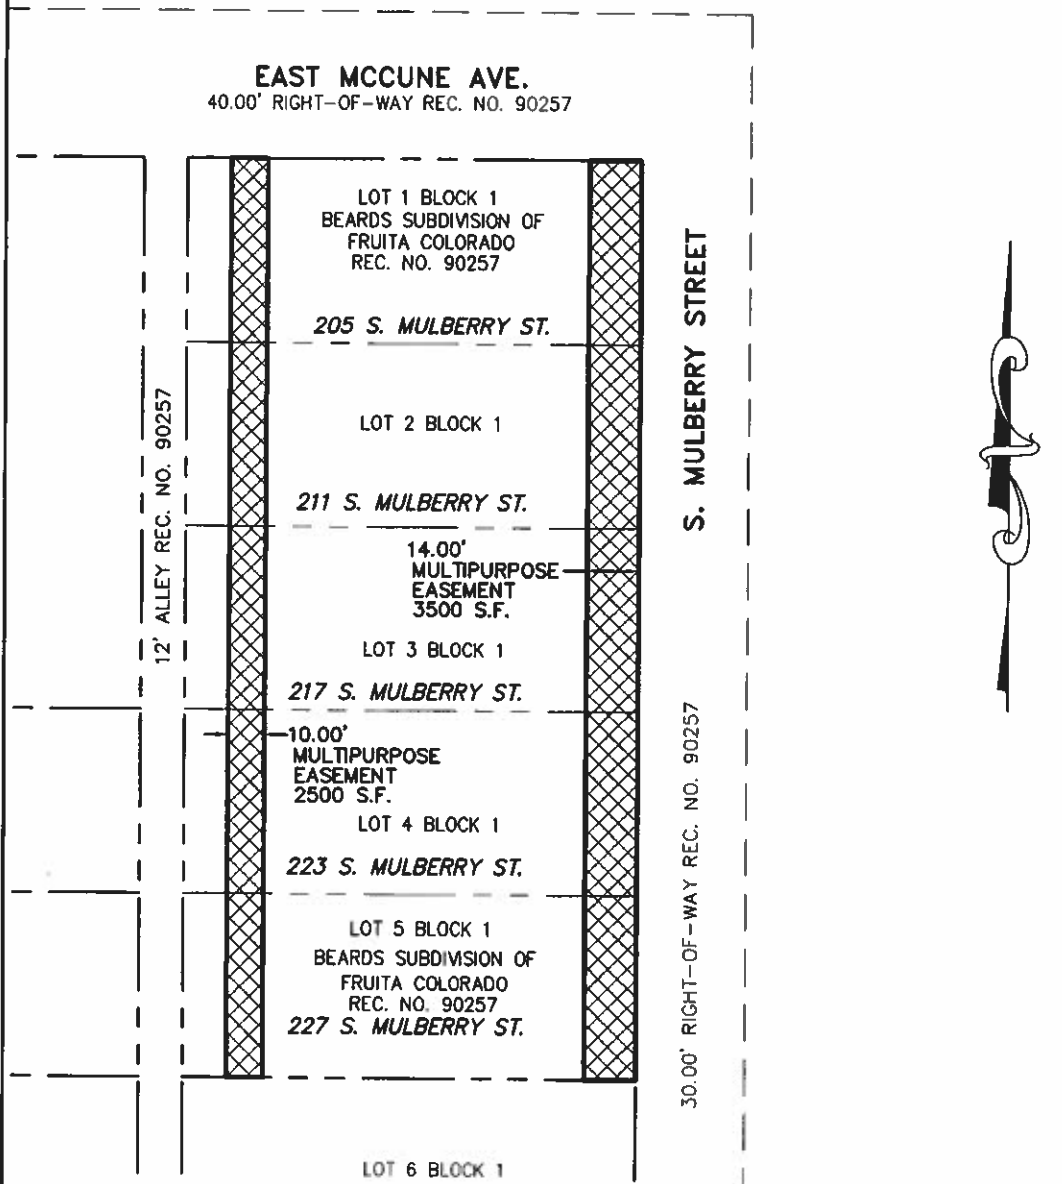 EAST MCCUNE AVE.
40.00' RIGHT-OF-WAY REC. NO. 90257
LOT 1 BLOCK 1
BEARDS SUBDIVISION OF
FRUITA COLORADO
REC. NO. 90257
205 S. MULBERRY ST.
LOT 2 BLOCK 1
211 S. MULBERRY ST.
14.00'
MULTIPURPOSE
EASEMENT
3500 S.F.
LOT 3 BLOCK 1
217 S. MULBERRY ST.
10.00'
MULTIPURPOSE
EASEMENT
2500 S.F.
LOT 4 BLOCK 1
223 S. MULBERRY ST.
LOT 5 BLOCK 1
BEARDS SUBDIVISION OF
FRUITA COLORADO
REC. NO. 90257
227 S. MULBERRY ST.
LOT 6 BLOCK 1
12' ALLEY REC. NO. 90257
S. MULBERRY STREET
30.00' RIGHT-OF-WAY REC. NO. 90257